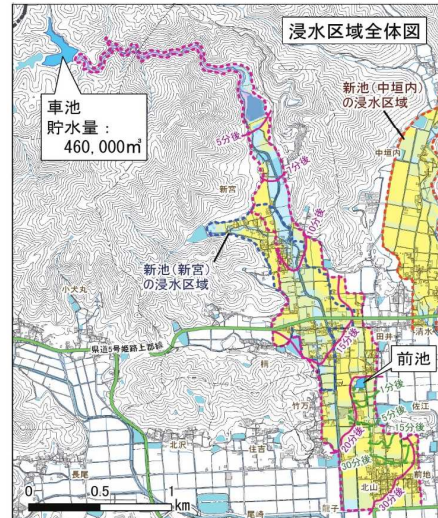 浸水区域全体図
車池
貯水量：
460,000㎥
新池(中垣内)
の浸水区域
中垣内
5分後
7分後
新宮
10分後
新池(新宮)
の浸水区域
小犬丸
県道5号姫路上郡線
15分後
田井
清水
前池
竹万
1分後
佐江
5分後
15分後
20分後
30分後
北沢
住吉
長尾
北山
前地
30分後
尾崎
龍子
0
0.5
1
km